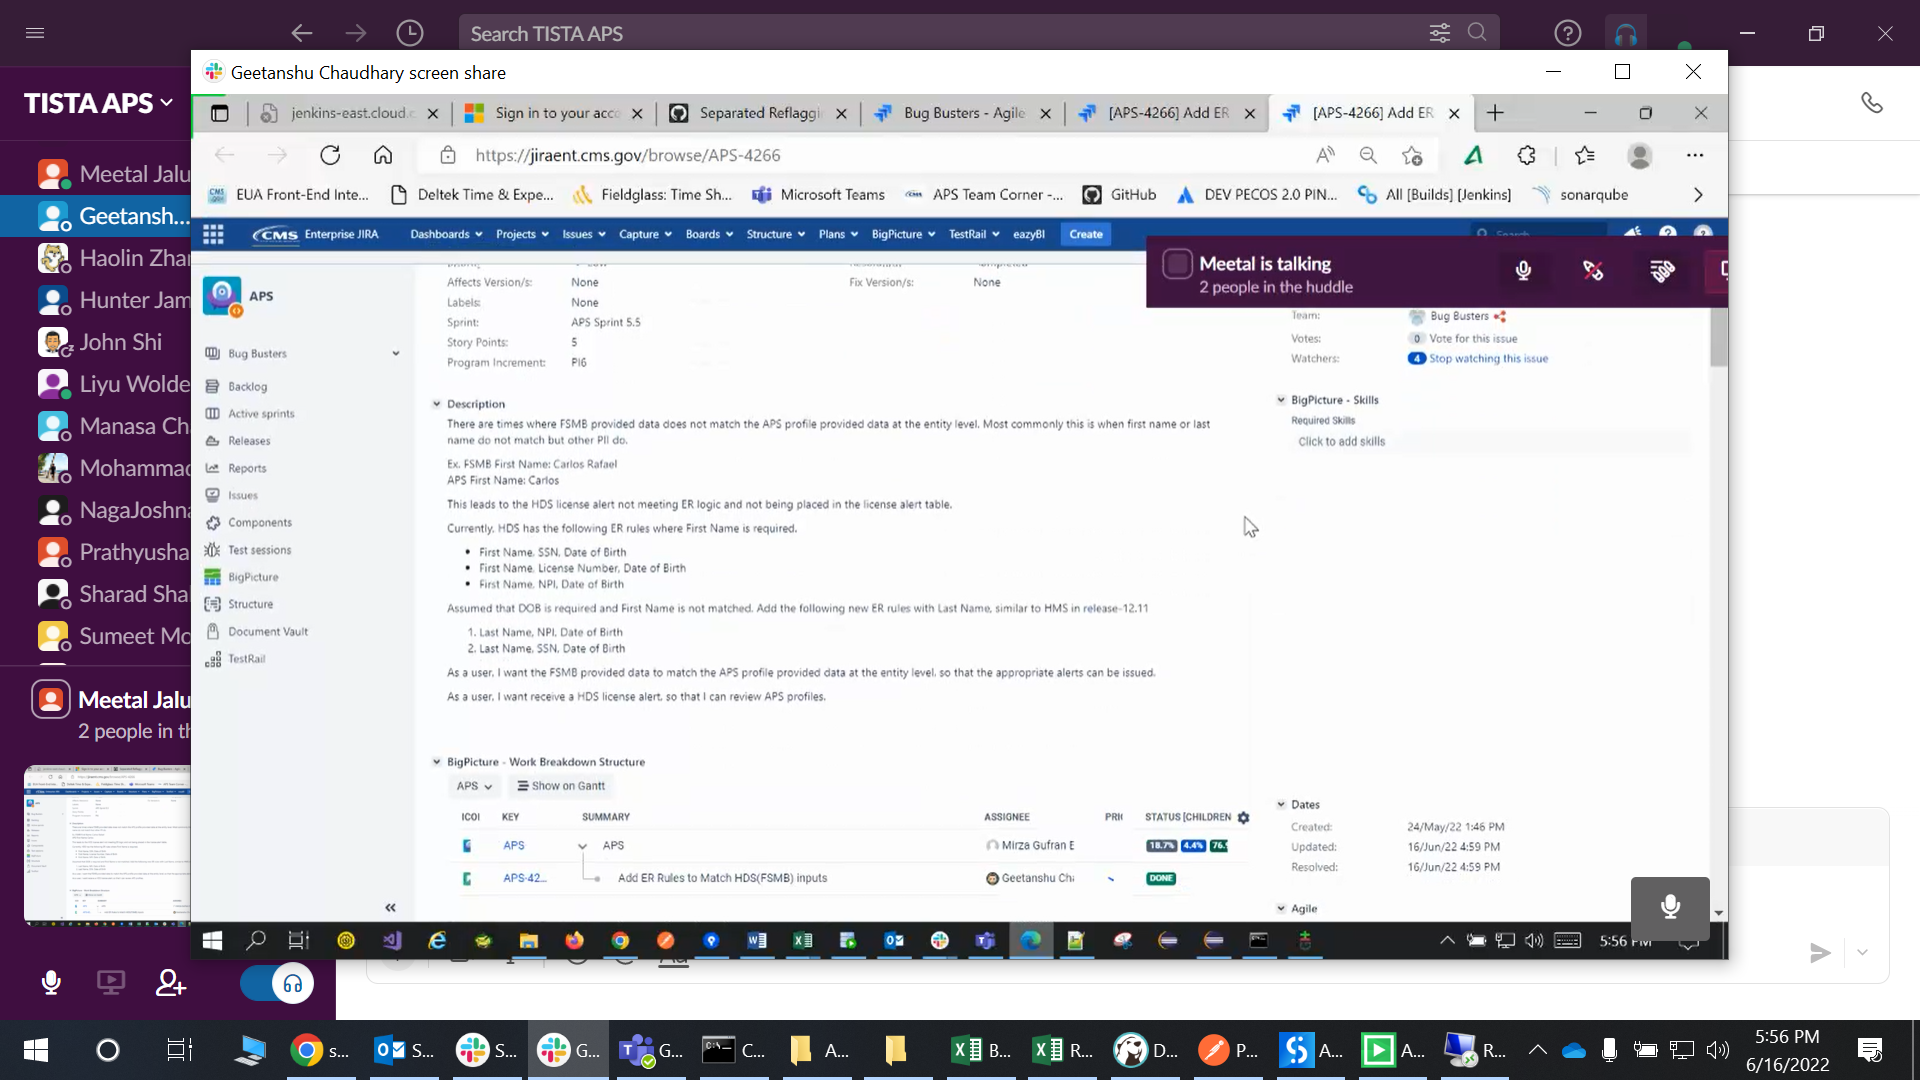 Search TISTA APS
TISTA APS
Meetal Jalu
Geetansh...
Haolin Zhar
Hunter Jam
John Shi
Liyu Wolde
Manasa Ch
Mohammad
NagaJoshna
Prathyusha
Sharad Sha
Sumeet Mo
Meetal Jalu
2 people in th
Geetanshu Chaudhary screen share
jenkins-east.cloud.c
Sign in to your acco
Separated Reflaggin
Bug Busters - Agile
[APS-4266] Add ER
[APS-4266] Add ER
https://jiraent.cms.gov/browse/APS-4266
EUA Front-End Inte...
Deltek Time & Expe...
Fieldglass: Time Sh...
Microsoft Teams
APS Team Corner -...
GitHub
DEV PECOS 2.0 PIN...
All [Builds] [Jenkins]
sonarqube
CMS Enterprise JIRA
Dashboards
Projects
Issues
Capture
Boards
Structure
Plans
BigPicture
TestRail
eazyBI
Create
Search
Meetal is talking
2 people in the huddle
APS
Bug Busters
Backlog
Active sprints
Releases
Reports
Issues
Components
Test sessions
BigPicture
Structure
Document Vault
TestRail
Affects Version/s: None
Fix Version/s: None
Labels: None
Sprint: APS Sprint 5.5
Story Points: 5
Program Increment: PI6
Team: Bug Busters
Votes: 0 Vote for this issue
Watchers: 4 Stop watching this issue
Description
There are times where FSMB provided data does not match the APS profile provided data at the entity level. Most commonly this is when first name or last
name do not match but other PII do.
Ex. FSMB First Name: Carlos Rafael
APS First Name: Carlos
This leads to the HDS license alert not meeting ER logic and not being placed in the license alert table.
Currently, HDS has the following ER rules where First Name is required.
• First Name, SSN, Date of Birth
• First Name, License Number, Date of Birth
• First Name, NPI, Date of Birth
Assumed that DOB is required and First Name is not matched. Add the following new ER rules with Last Name, similar to HMS in release-12.11
1. Last Name, NPI, Date of Birth
2. Last Name, SSN, Date of Birth
As a user, I want the FSMB provided data to match the APS profile provided data at the entity level, so that the appropriate alerts can be issued.
As a user, I want receive a HDS license alert, so that I can review APS profiles.
BigPicture - Skills
Required Skills
Click to add skills
BigPicture - Work Breakdown Structure
APS
Show on Gantt
ICOI KEY SUMMARY ASSIGNEE PRI STATUS [CHILDREN
APS APS Mirza Gufran E 18.7% 4.4% 76.
APS-42... Add ER Rules to Match HDS(FSMB) inputs Geetanshu Ch DONE
Dates
Created: 24/May/22 1:46 PM
Updated: 16/Jun/22 4:59 PM
Resolved: 16/Jun/22 4:59 PM
Agile
5:56 PM
s...
S...
S...
G...
G...
C...
A...
B...
R...
D...
P...
A...
A...
R...
5:56 PM
6/16/2022